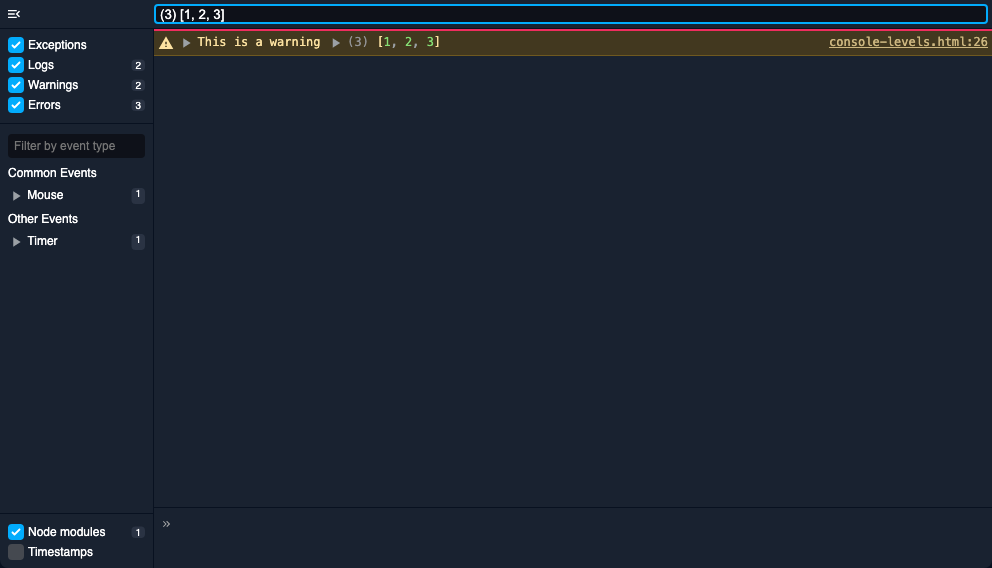 (3) [1, 2, 3]
Exceptions
Logs 2
Warnings 2
Errors 3
Filter by event type
Common Events
Mouse 1
Other Events
Timer 1
Node modules 1
Timestamps
This is a warning (3) [1, 2, 3] console-levels.html:26
»